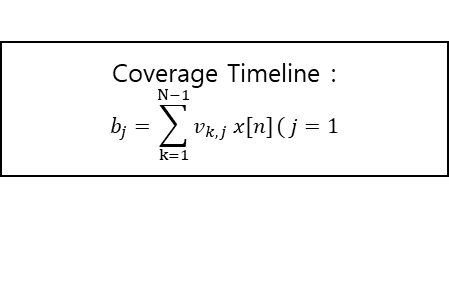 Coverage Timeline :
b_j = \sum_{k=1}^{N-1} v_{k,j} x[n] ( j = 1